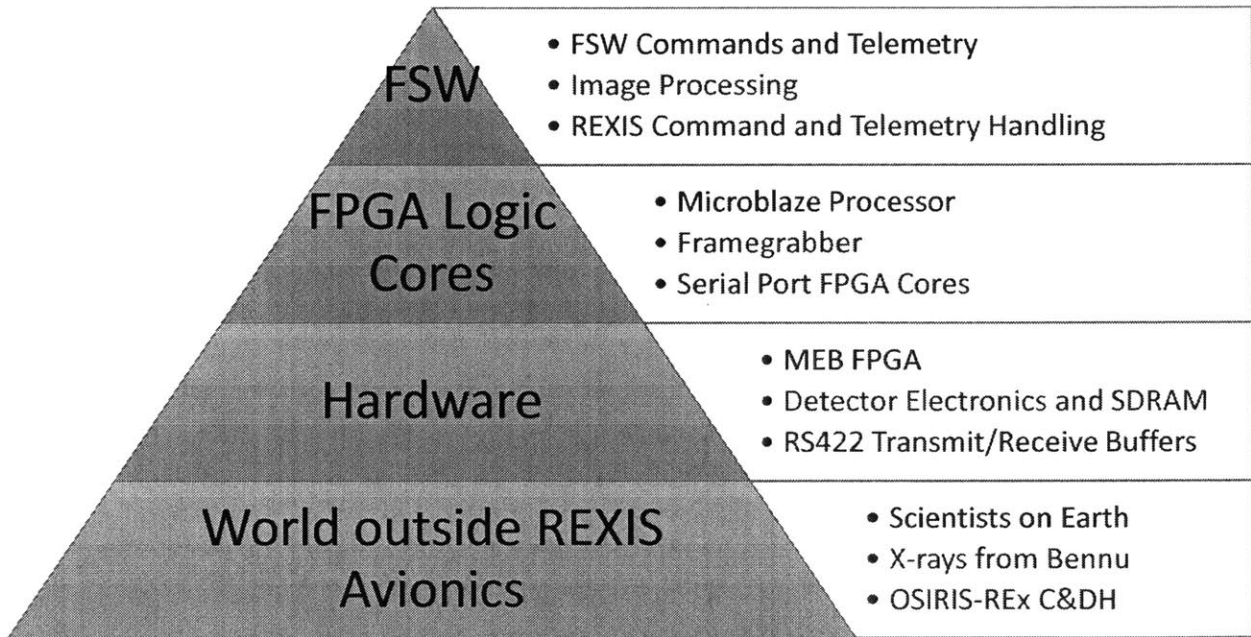 FSW
• FSW Commands and Telemetry
• Image Processing
• REXIS Command and Telemetry Handling
FPGA Logic
Cores
• Microblaze Processor
• Framegrabber
• Serial Port FPGA Cores
Hardware
• MEB FPGA
• Detector Electronics and SDRAM
• RS422 Transmit/Receive Buffers
World outside REXIS
Avionics
• Scientists on Earth
• X-rays from Bennu
• OSIRIS-REx C&DH